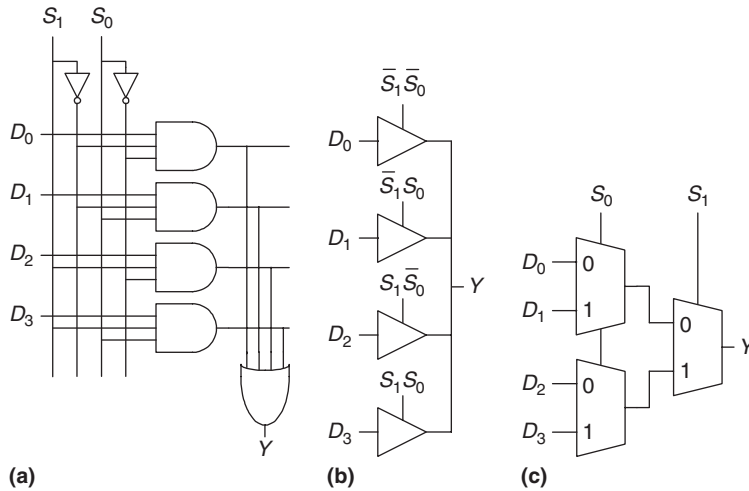 S₁ S₀
D₀
D₁
D₂
D₃
Y
(a)
S̅₁S̅₀
D₀
S̅₁S₀
D₁
S₁S̅₀
D₂
Y
S₁S₀
D₃
(b)
S₀ S₁
D₀ 0
D₁ 1
0
Y
1
D₂ 0
D₃ 1
(c)